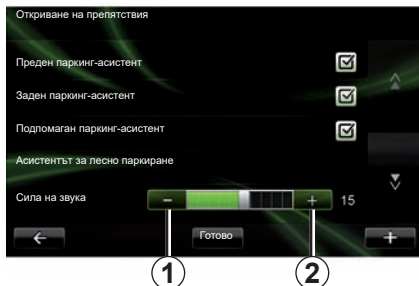 Откриване на препятствия
Преден паркинг-асистент
Заден паркинг-асистент
Подпомаган паркинг-асистент
Асистентът за лесно паркиране
Сила на звука
−
+
15
Готово
+
1
2